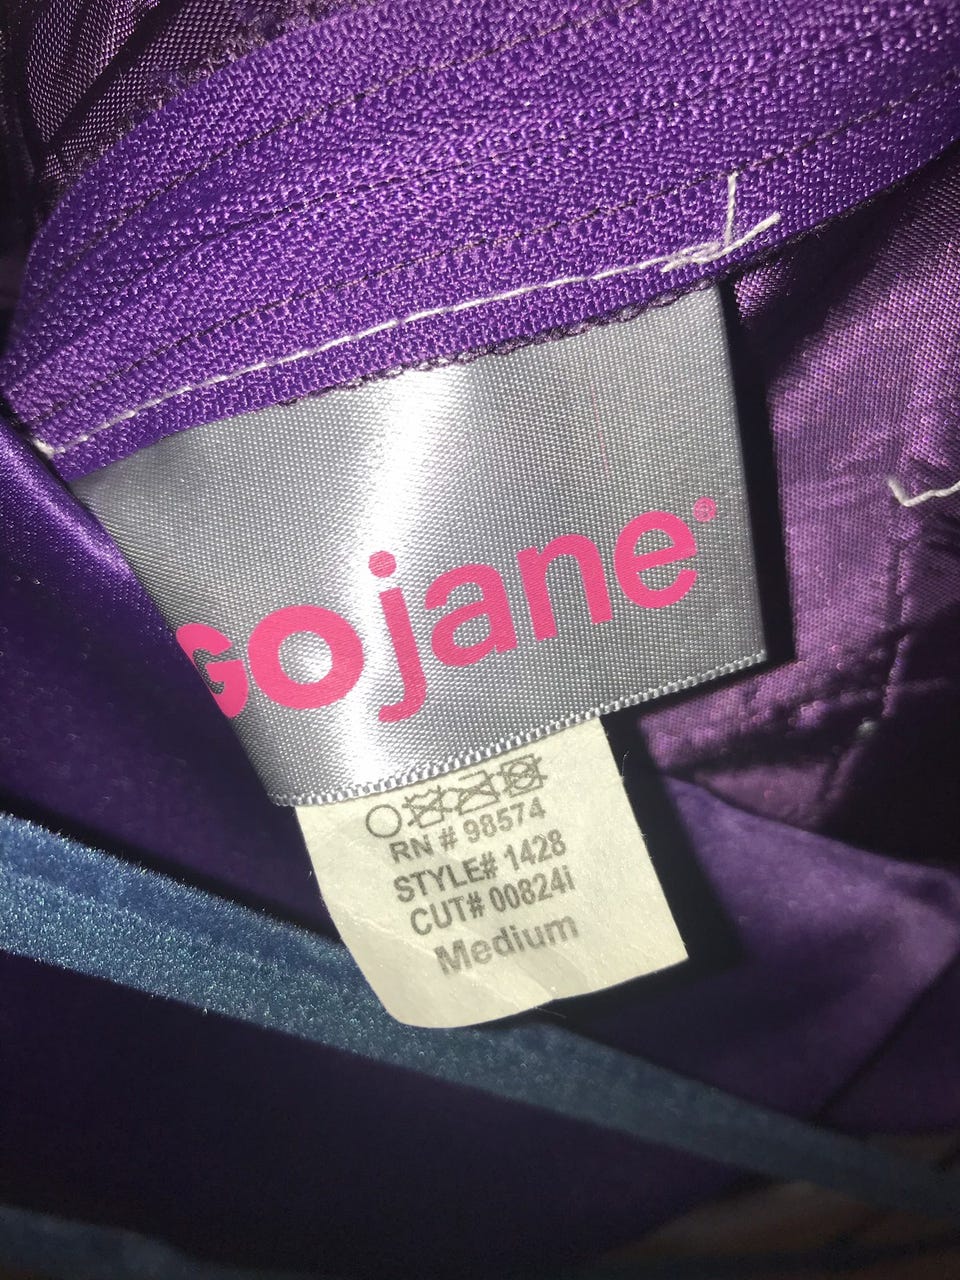 GOjane®
RN # 98574
STYLE# 1428
CUT# 00824i
Medium